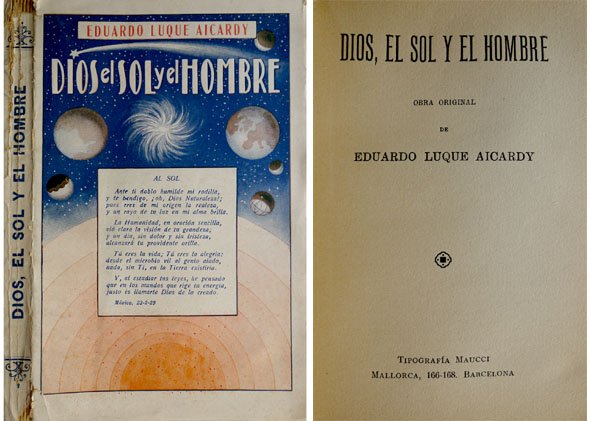 DIOS, EL SOL Y EL HOMBRE
EDUARDO LUQUE AICARDY
DIOS el SOL y el HOMBRE
AL SOL
Ante ti doblo humilde mi rodilla,
y te bendigo, ¡oh, Dios Naturaleza!;
pues eres de mi origen la realeza,
y un rayo de tu luz en mi alma brilla.
La Humanidad, en oración sencilla,
vió clara la visión de tu grandeza,
y un día, sin dolor y sin tristeza,
alcanzará tu providente orilla.
Tú eres la vida; Tú eres la alegría:
desde el microbio vil al genio alado,
nada, sin Ti, en la Tierra existiría.
Y, al estudiar tus leyes, he pensado
que en los mundos que rige tu energía,
justo es llamarte Dios de lo creado.
México, 22-2-29
DIOS, EL SOL Y EL HOMBRE
OBRA ORIGINAL
DE
EDUARDO LUQUE AICARDY
TIPOGRAFÍA MAUCCI
MALLORCA, 166-168. BARCELONA